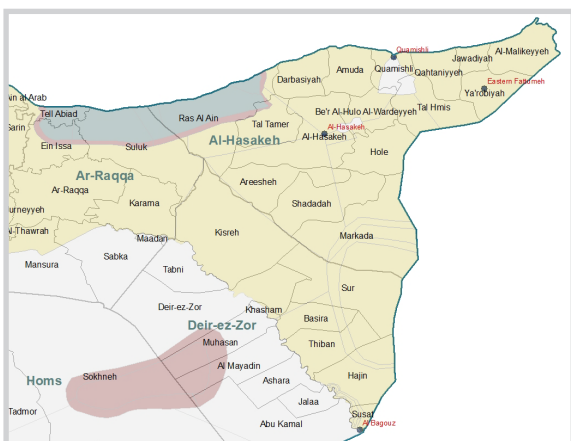 Quamishli
Al-Malikeyyeh
Jawadiyah
Amuda
Quamishli
Qahtaniyyeh
Darbasiyah
Eastern Fattomeh
Ya'robiyah
Ain al Arab
Tell Abiad
Ras Al Ain
Be'r Al-Hulo Al-Wardeyyeh
Tal Hmis
Sarin
Tal Tamer
Al-Hasakeh
Al-Hasakeh
Ein Issa
Suluk
Al-Hasakeh
Hole
Ar-Raqqa
Areesheh
Ar-Raqqa
Karama
Shadadah
urneyyeh
Al-Thawrah
Kisreh
Markada
Maadan
Sabka
Mansura
Tabni
Sur
Deir-ez-Zor
Khasham
Basira
Deir-ez-Zor
Muhasan
Thiban
Al Mayadin
Homs
Sokhneh
Ashara
Hajin
Jalaa
Tadmor
Susat
Abu Kamal
Al Bagouz